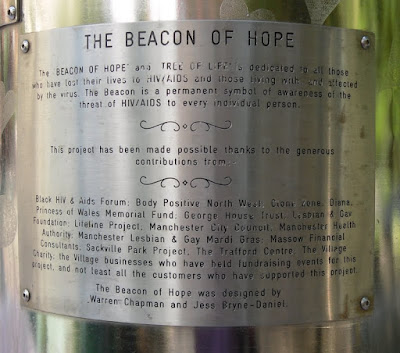 THE BEACON OF HOPE
The "BEACON OF HOPE" and "TREE OF LIFE" is dedicated to all those
who have lost their lives to HIV/AIDS and those living with and affected
by the virus. The Beacon is a permanent symbol of awareness of the
threat of HIV/AIDS to every individual person.
This project has been made possible thanks to the generous
contributions from:-
Black HIV & Aids Forum; Body Positive North West; Diana,
Princess of Wales Memorial Fund; George House Trust; Lesbian & Gay
Foundation; Lifeline Project; Manchester City Council; Manchester Health
Authority; Manchester Lesbian & Gay Mardi Gras; Massow Financial
Consultants; Sackville Park Project; The Trafford Centre; The Village
Charity; the Village businesses who have held fundraising events for this
project, and not least all the customers who have supported this project.
The Beacon of Hope was designed by
Warren Chapman and Jess Bryne-Daniel.